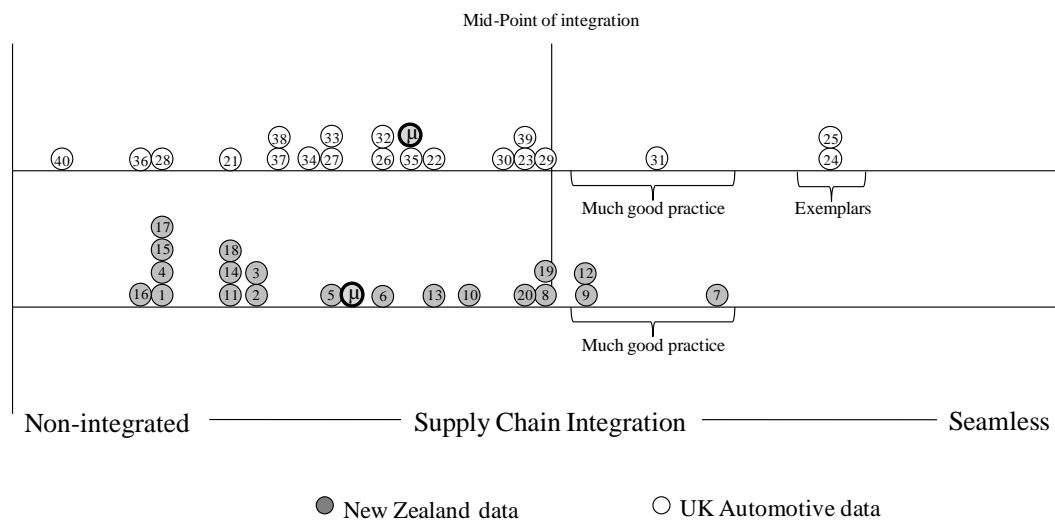 Mid-Point of integration
38 33 32 μ 39 25
40 36 28 21 37 34 27 26 35 22 30 23 29 31 24
Much good practice Exemplars
17
15 18
4 14 3 19 12
16 1 11 2 5 μ 6 13 10 20 8 9 7
Much good practice
Non-integrated Supply Chain Integration Seamless
New Zealand data UK Automotive data